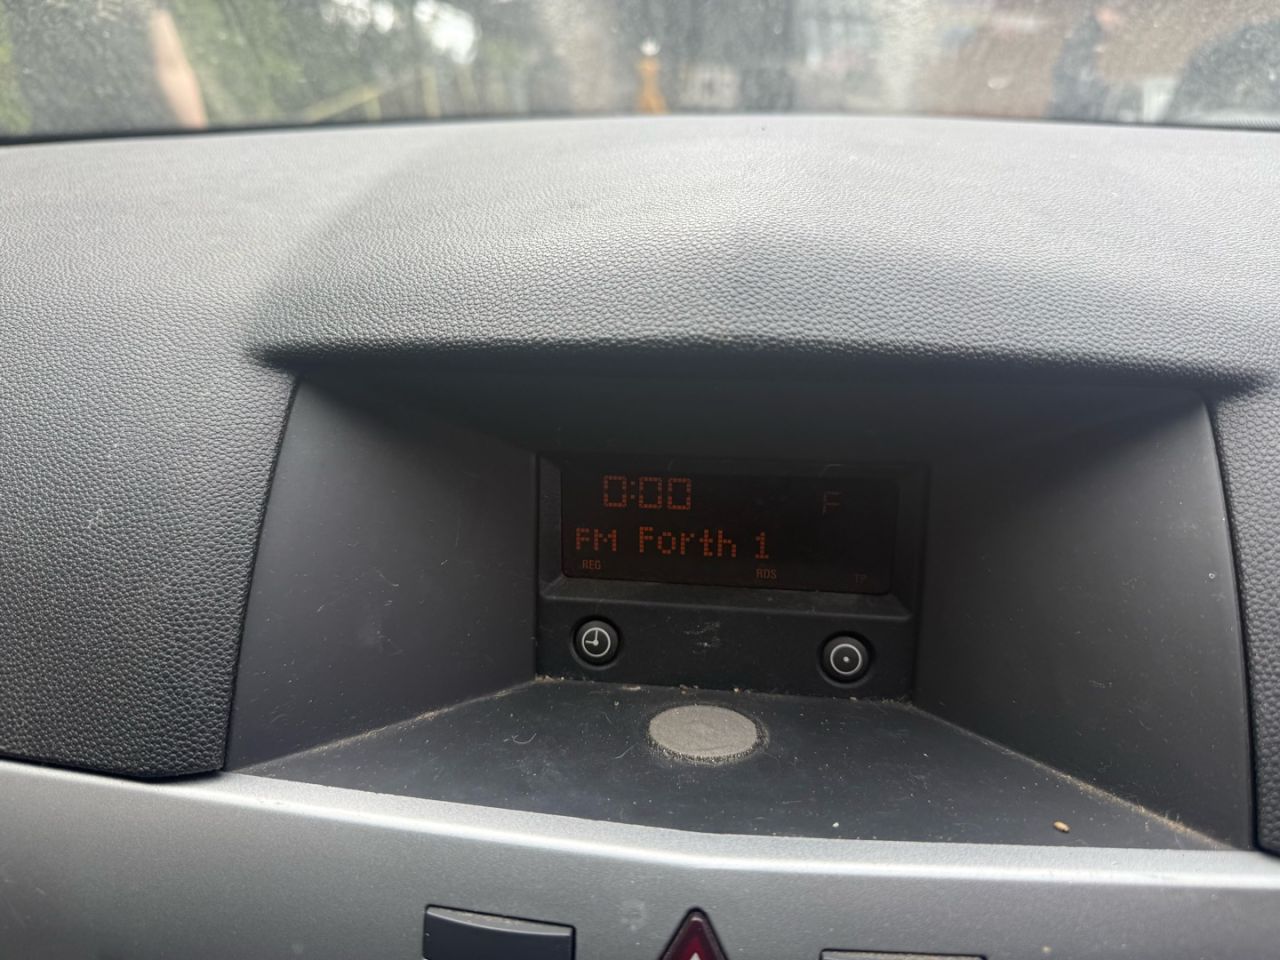 0:00 F
FM Forth 1
REG RDS TP